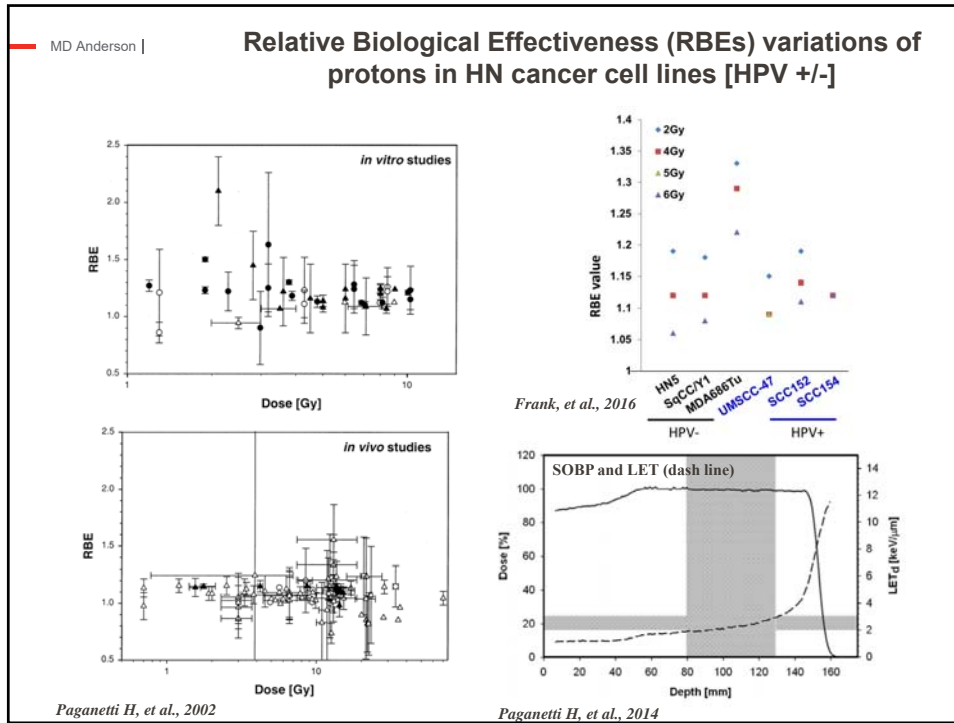 MD Anderson |
Relative Biological Effectiveness (RBEs) variations of
protons in HN cancer cell lines [HPV +/-]
2.5
2.0
1.5
1.0
0.5
RBE
in vitro studies
1
10
Dose [Gy]
2.5
2.0
1.5
1.0
0.5
RBE
in vivo studies
1
10
Dose [Gy]
Paganetti H, et al., 2002
1.4
1.35
1.3
1.25
1.2
1.15
1.1
1.05
1
RBE value
2Gy
4Gy
5Gy
6Gy
HN5
SqCC/Y1
MDA686Tu
UMSCC-47
SCC152
SCC154
Frank, et al., 2016
HPV-
HPV+
SOBP and LET (dash line)
120
100
80
60
40
20
0
Dose [%]
14
12
10
8
6
4
2
0
LETd [keV/μm]
0
20
40
60
80
100
120
140
160
Depth [mm]
Paganetti H, et al., 2014